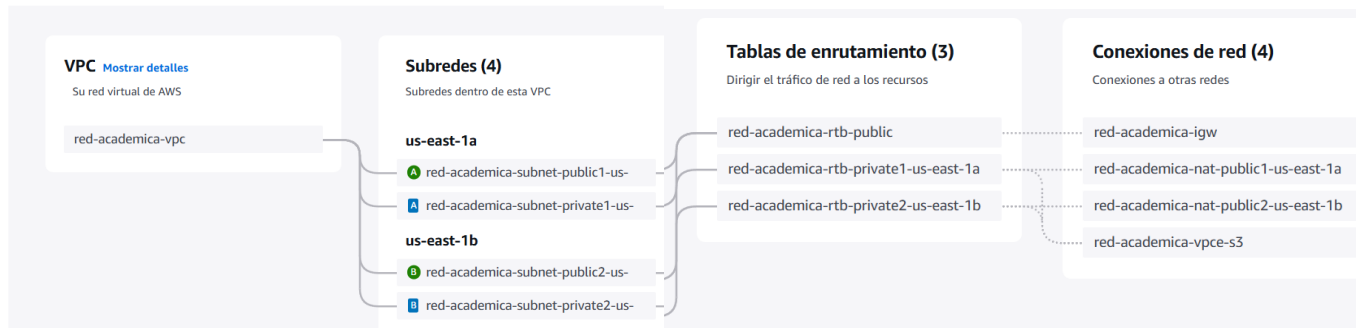 VPC Mostrar detalles
Su red virtual de AWS
red-academica-vpc
Subredes (4)
Subredes dentro de esta VPC
us-east-1a
A red-academica-subnet-public1-us-
A red-academica-subnet-private1-us-
us-east-1b
B red-academica-subnet-public2-us-
B red-academica-subnet-private2-us-
Tablas de enrutamiento (3)
Dirigir el tráfico de red a los recursos
red-academica-rtb-public
red-academica-rtb-private1-us-east-1a
red-academica-rtb-private2-us-east-1b
Conexiones de red (4)
Conexiones a otras redes
red-academica-igw
red-academica-nat-public1-us-east-1a
red-academica-nat-public2-us-east-1b
red-academica-vpce-s3